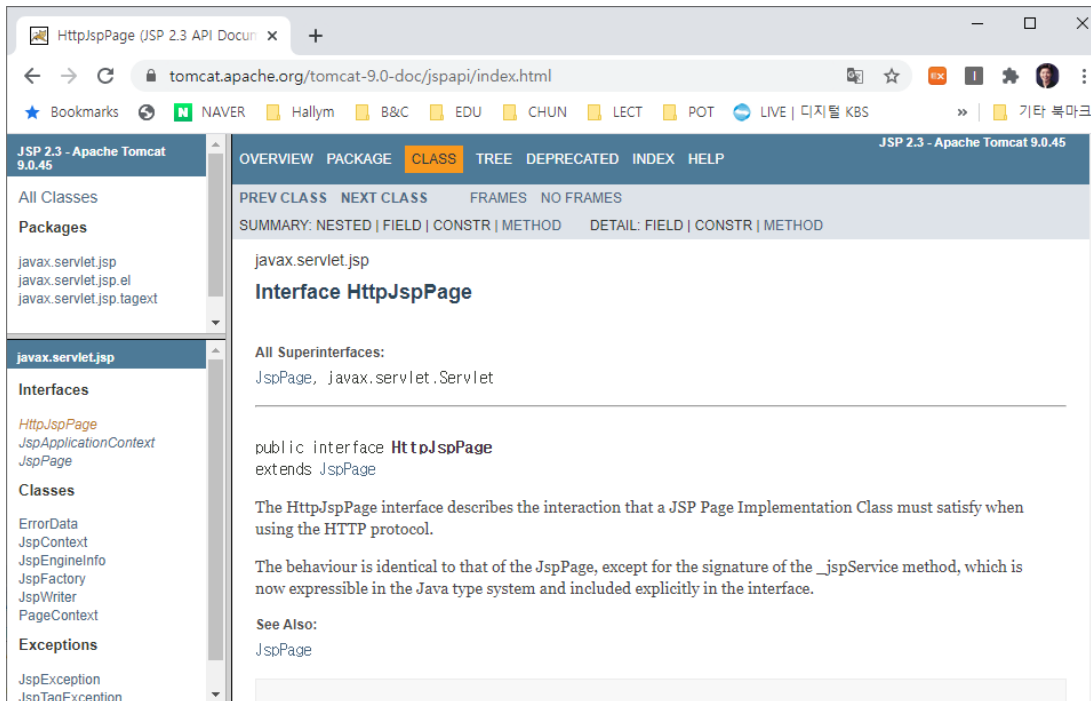 HttpJspPage (JSP 2.3 API Docum
tomcat.apache.org/tomcat-9.0-doc/jspapi/index.html
Bookmarks NAVER Hallym B&C EDU CHUN LECT POT LIVE | 디지털 KBS » 기타 북마크
JSP 2.3 - Apache Tomcat
9.0.45
All Classes
Packages
javax.servlet.jsp
javax.servlet.jsp.el
javax.servlet.jsp.tagext
javax.servlet.jsp
Interfaces
HttpJspPage
JspApplicationContext
JspPage
Classes
ErrorData
JspContext
JspEngineInfo
JspFactory
JspWriter
PageContext
Exceptions
JspException
JspTagException
OVERVIEW PACKAGE CLASS TREE DEPRECATED INDEX HELP
JSP 2.3 - Apache Tomcat 9.0.45
PREV CLASS NEXT CLASS FRAMES NO FRAMES
SUMMARY: NESTED | FIELD | CONSTR | METHOD DETAIL: FIELD | CONSTR | METHOD
javax.servlet.jsp
Interface HttpJspPage
All Superinterfaces:
JspPage, javax.servlet.Servlet
public interface HttpJspPage
extends JspPage
The HttpJspPage interface describes the interaction that a JSP Page Implementation Class must satisfy when
using the HTTP protocol.
The behaviour is identical to that of the JspPage, except for the signature of the _jspService method, which is
now expressible in the Java type system and included explicitly in the interface.
See Also:
JspPage